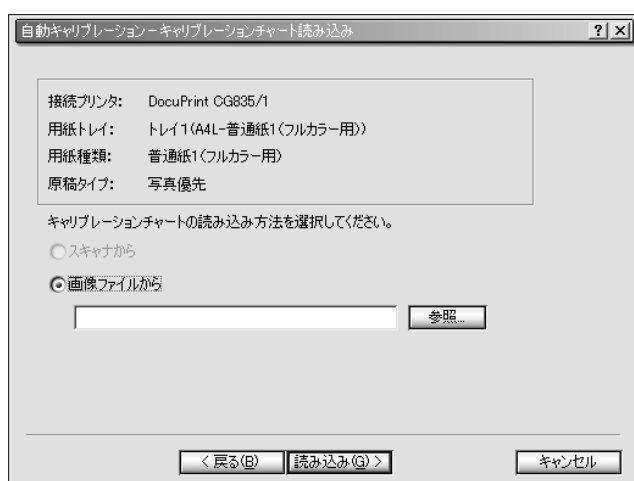 自動キャリブレーション－キャリブレーションチャート読み込み
接続プリンタ: DocuPrint CG835/1
用紙トレイ: トレイ1(A4L-普通紙1(フルカラー用))
用紙種類: 普通紙1(フルカラー用)
原稿タイプ: 写真優先
キャリブレーションチャートの読み込み方法を選択してください。
スキャナから
画像ファイルから
参照...
< 戻る(B) 読み込み(G) > キャンセル